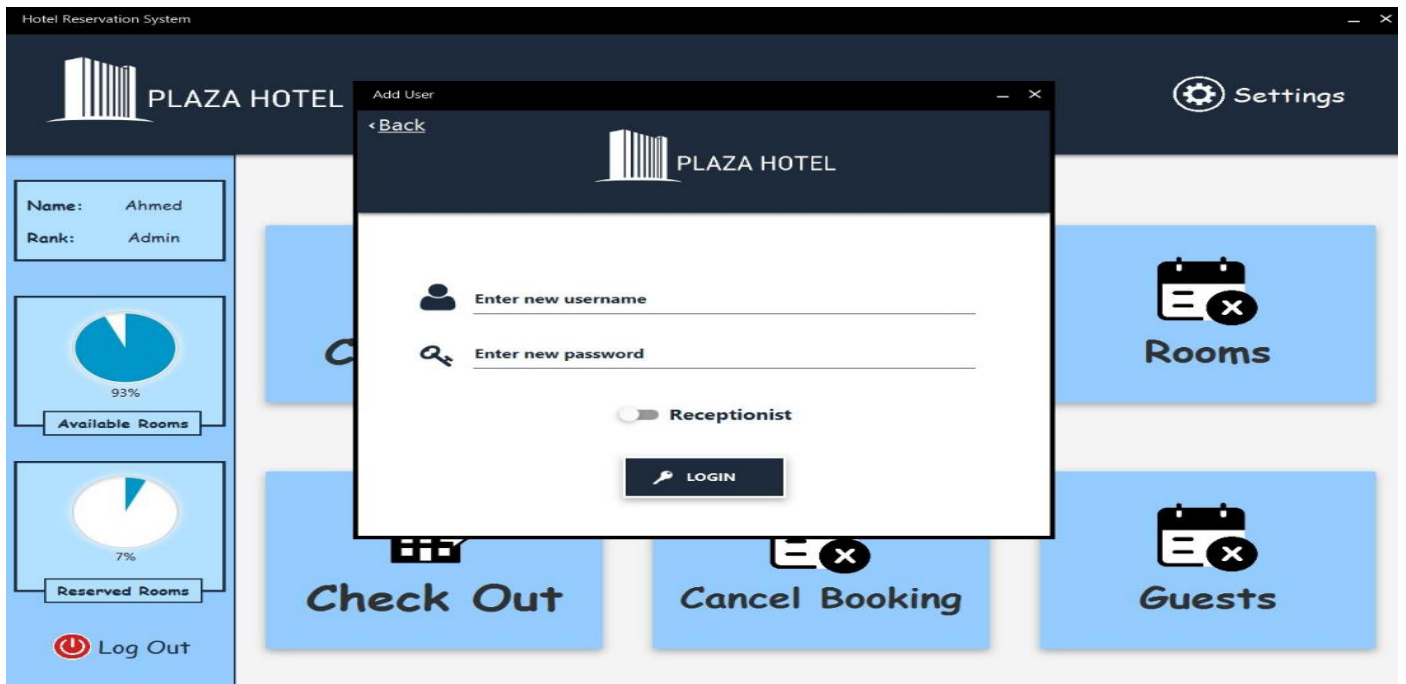 Hotel Reservation System
PLAZA HOTEL
Settings
Add User
‹Back
PLAZA HOTEL
Name: Ahmed
Rank: Admin
Enter new username
Enter new password
C
Rooms
93%
Available Rooms
Receptionist
LOGIN
7%
Reserved Rooms
Check Out
Cancel Booking
Guests
Log Out